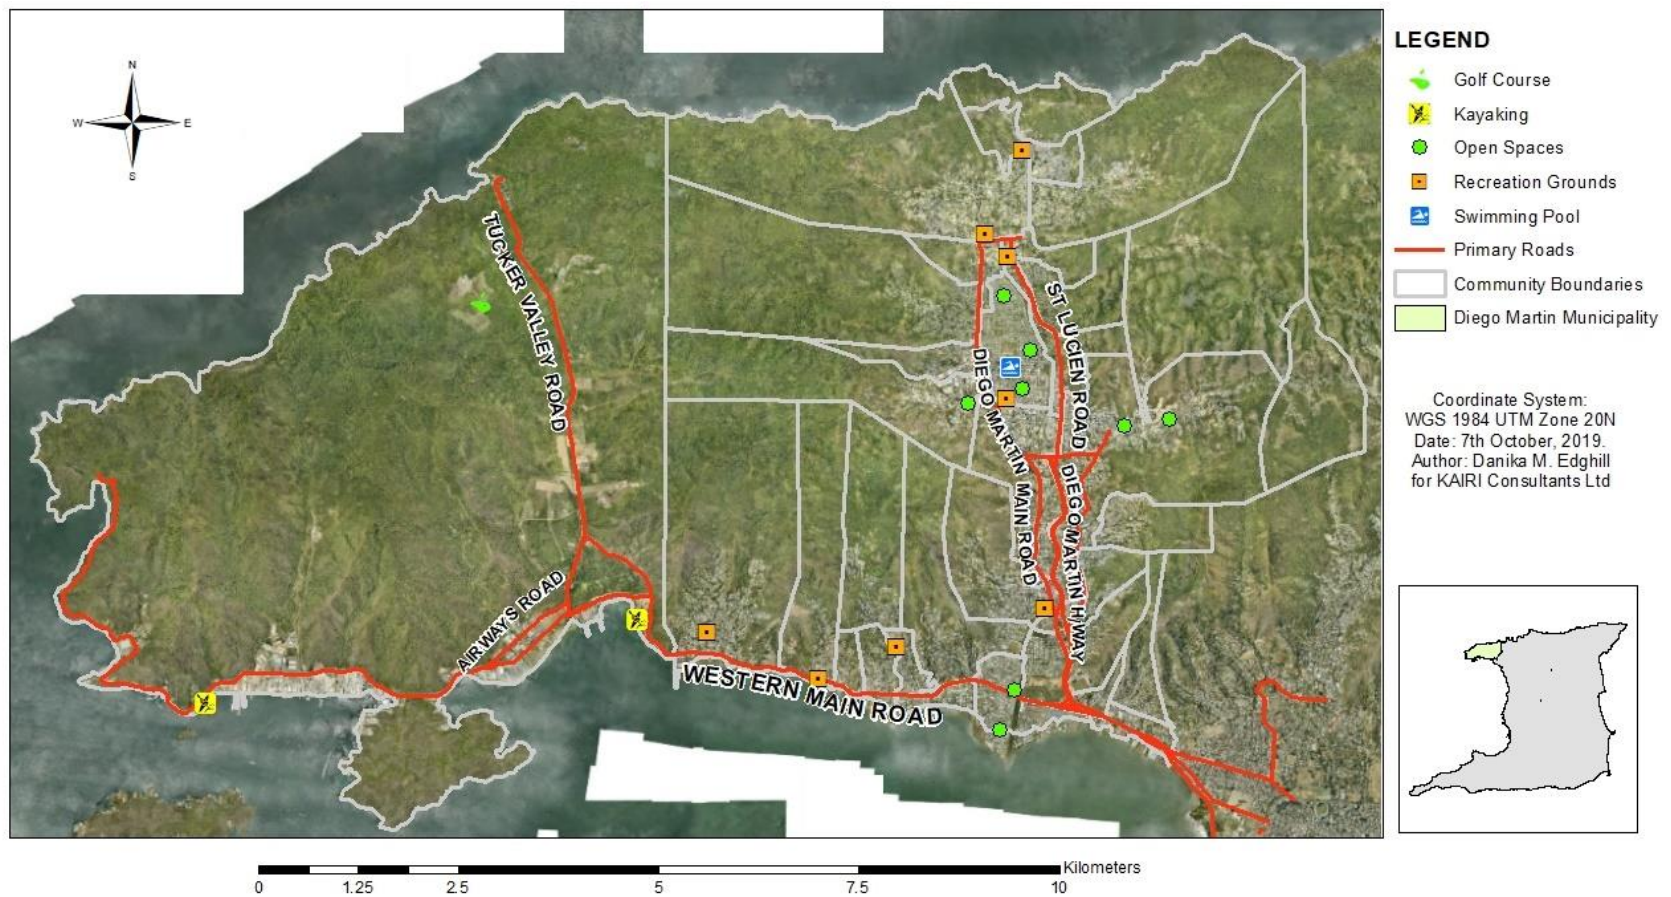 N
W E
S
TUCKER VALLEY ROAD
AIRWAYS ROAD
WESTERN MAIN ROAD
DIEGO MARTIN MAIN ROAD
ST LUCIEN ROAD
DIEGO MARTIN H'WAY
LEGEND
Golf Course
Kayaking
Open Spaces
Recreation Grounds
Swimming Pool
Primary Roads
Community Boundaries
Diego Martin Municipality
Coordinate System:
WGS 1984 UTM Zone 20N
Date: 7th October, 2019.
Author: Danika M. Edghill
for KAIRI Consultants Ltd
Kilometers
0 1.25 2.5 5 7.5 10